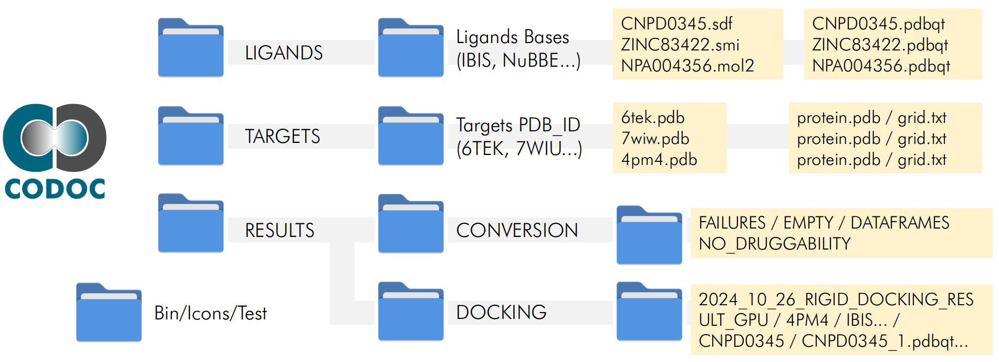 LIGANDS
Ligands Bases
(IBIS, NuBBE...)
CNPD0345.sdf
ZINC83422.smi
NPA004356.mol2
CNPD0345.pdbqt
ZINC83422.pdbqt
NPA004356.pdbqt
CODOC
TARGETS
Targets PDB_ID
(6TEK, 7WIU...)
6tek.pdb
7wiw.pdb
4pm4.pdb
protein.pdb / grid.txt
protein.pdb / grid.txt
protein.pdb / grid.txt
RESULTS
CONVERSION
FAILURES / EMPTY / DATAFRAMES
NO_DRUGGABILITY
Bin/Icons/Test
DOCKING
2024_10_26_RIGID_DOCKING_RES
ULT_GPU / 4PM4 / IBIS... /
CNPD0345 / CNPD0345_1.pdbqt...